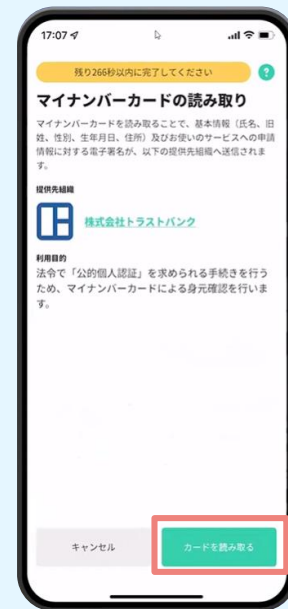 17:07
残り266秒以内に完了してください
?
マイナンバーカードの読み取り
マイナンバーカードを読み取ることで、基本情報（氏名、旧
姓、性別、生年月日、住所）及びお使いのサービスへの申請
情報に対する電子署名が、以下の提供先組織へ送信されま
す。
提供先組織
株式会社トラストバンク
利用目的
法令で「公的個人認証」を求められる手続きを行う
ため、マイナンバーカードによる身元確認を行いま
す。
キャンセル
カードを読み取る